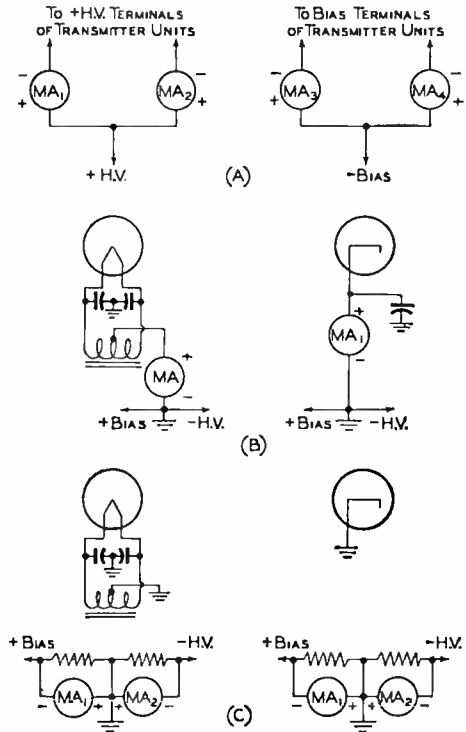 To +H.V. Terminals
of Transmitter Units
To Bias Terminals
of Transmitter Units
- MA1 +
MA2 - +
- MA3 +
MA4 - +
+ H.V.
(A)
-Bias
MA + -
+Bias -H.V.
(B)
MA1 + -
+Bias -H.V.
+Bias -H.V.
- MA1 + + MA2 -
(C)
+Bias -H.V.
- MA1 + + MA2 -